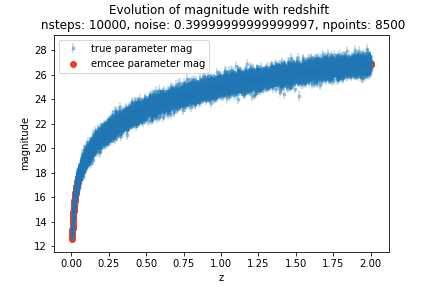 Evolution of magnitude with redshift
nsteps: 10000, noise: 0.39999999999999997, npoints: 8500
true parameter mag
emcee parameter mag
28
26
24
22
20
18
16
14
12
magnitude
0.00 0.25 0.50 0.75 1.00 1.25 1.50 1.75 2.00
z